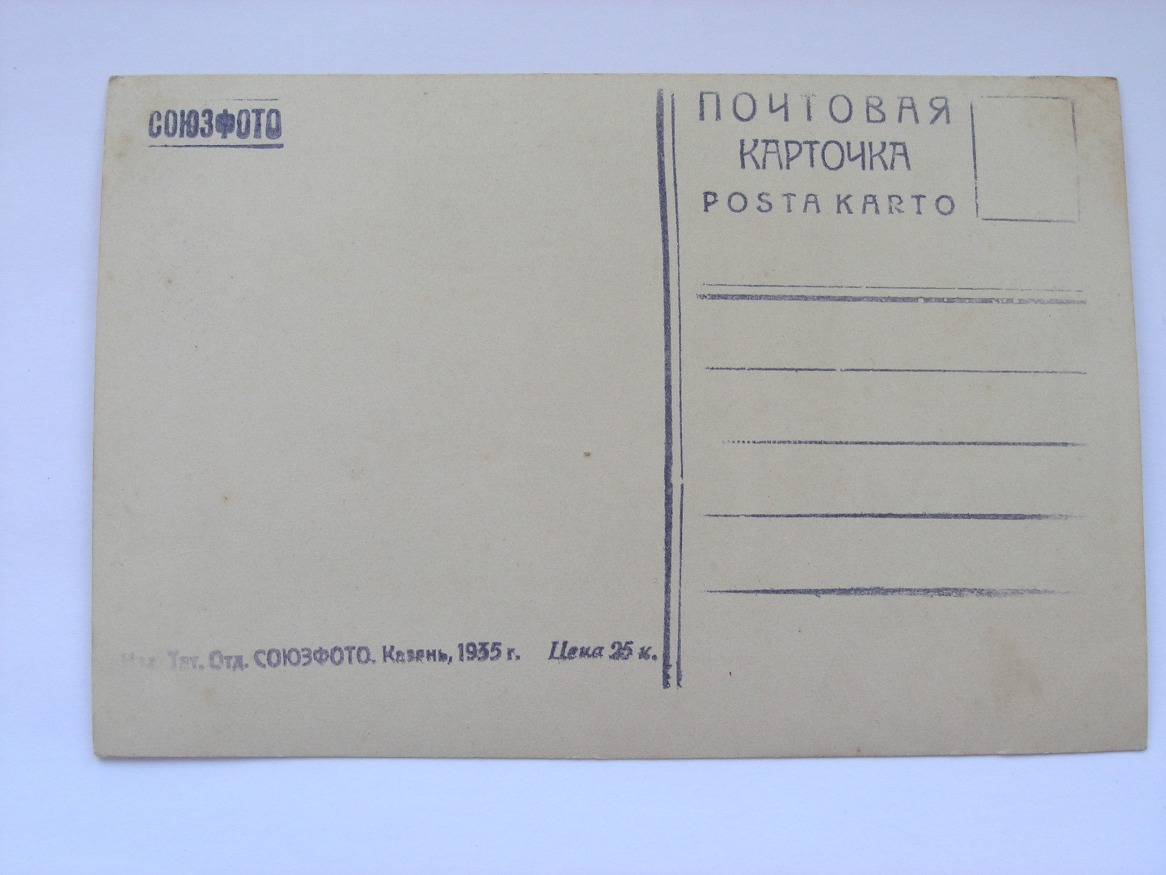 СОЮЗФОТО
ПОЧТОВАЯ
КАРТОЧКА
POSTA KARTO
Тат. Отд. СОЮЗФОТО. Казань, 1935 г. Цена 25 к.